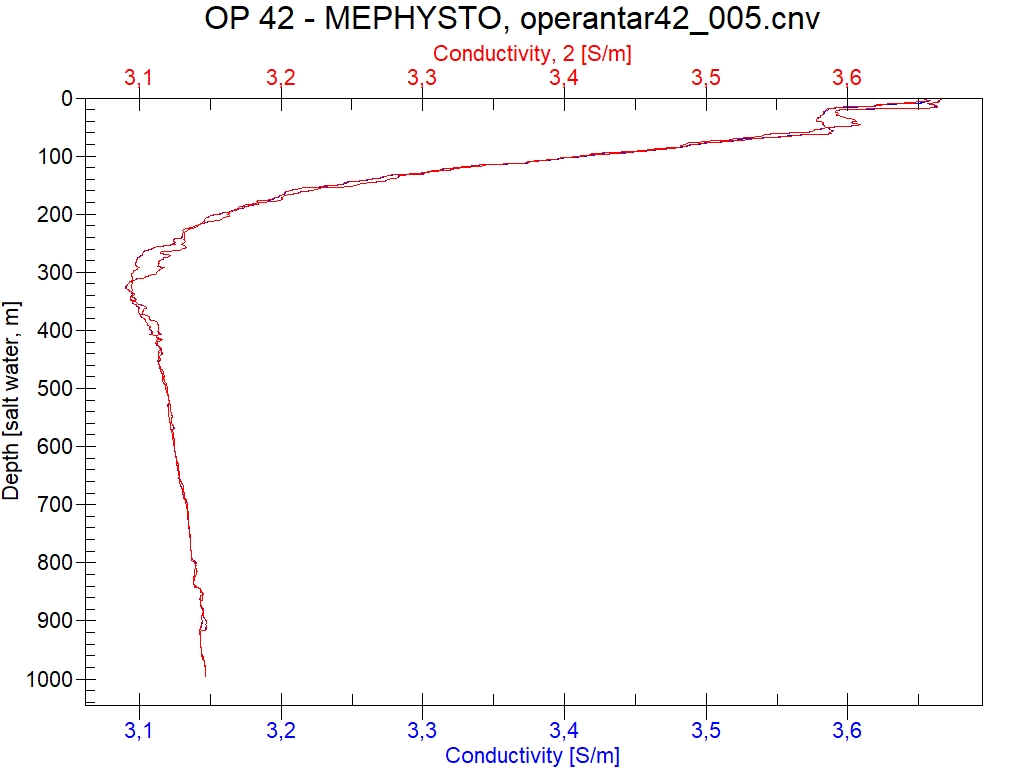 OP 42 - MEPHYSTO, operantar42_005.cnv
Conductivity, 2 [S/m]
3,1 3,2 3,3 3,4 3,5 3,6
0
100
200
300
400
500
600
700
800
900
1000
Depth [salt water, m]
3,1 3,2 3,3 3,4 3,5 3,6
Conductivity [S/m]